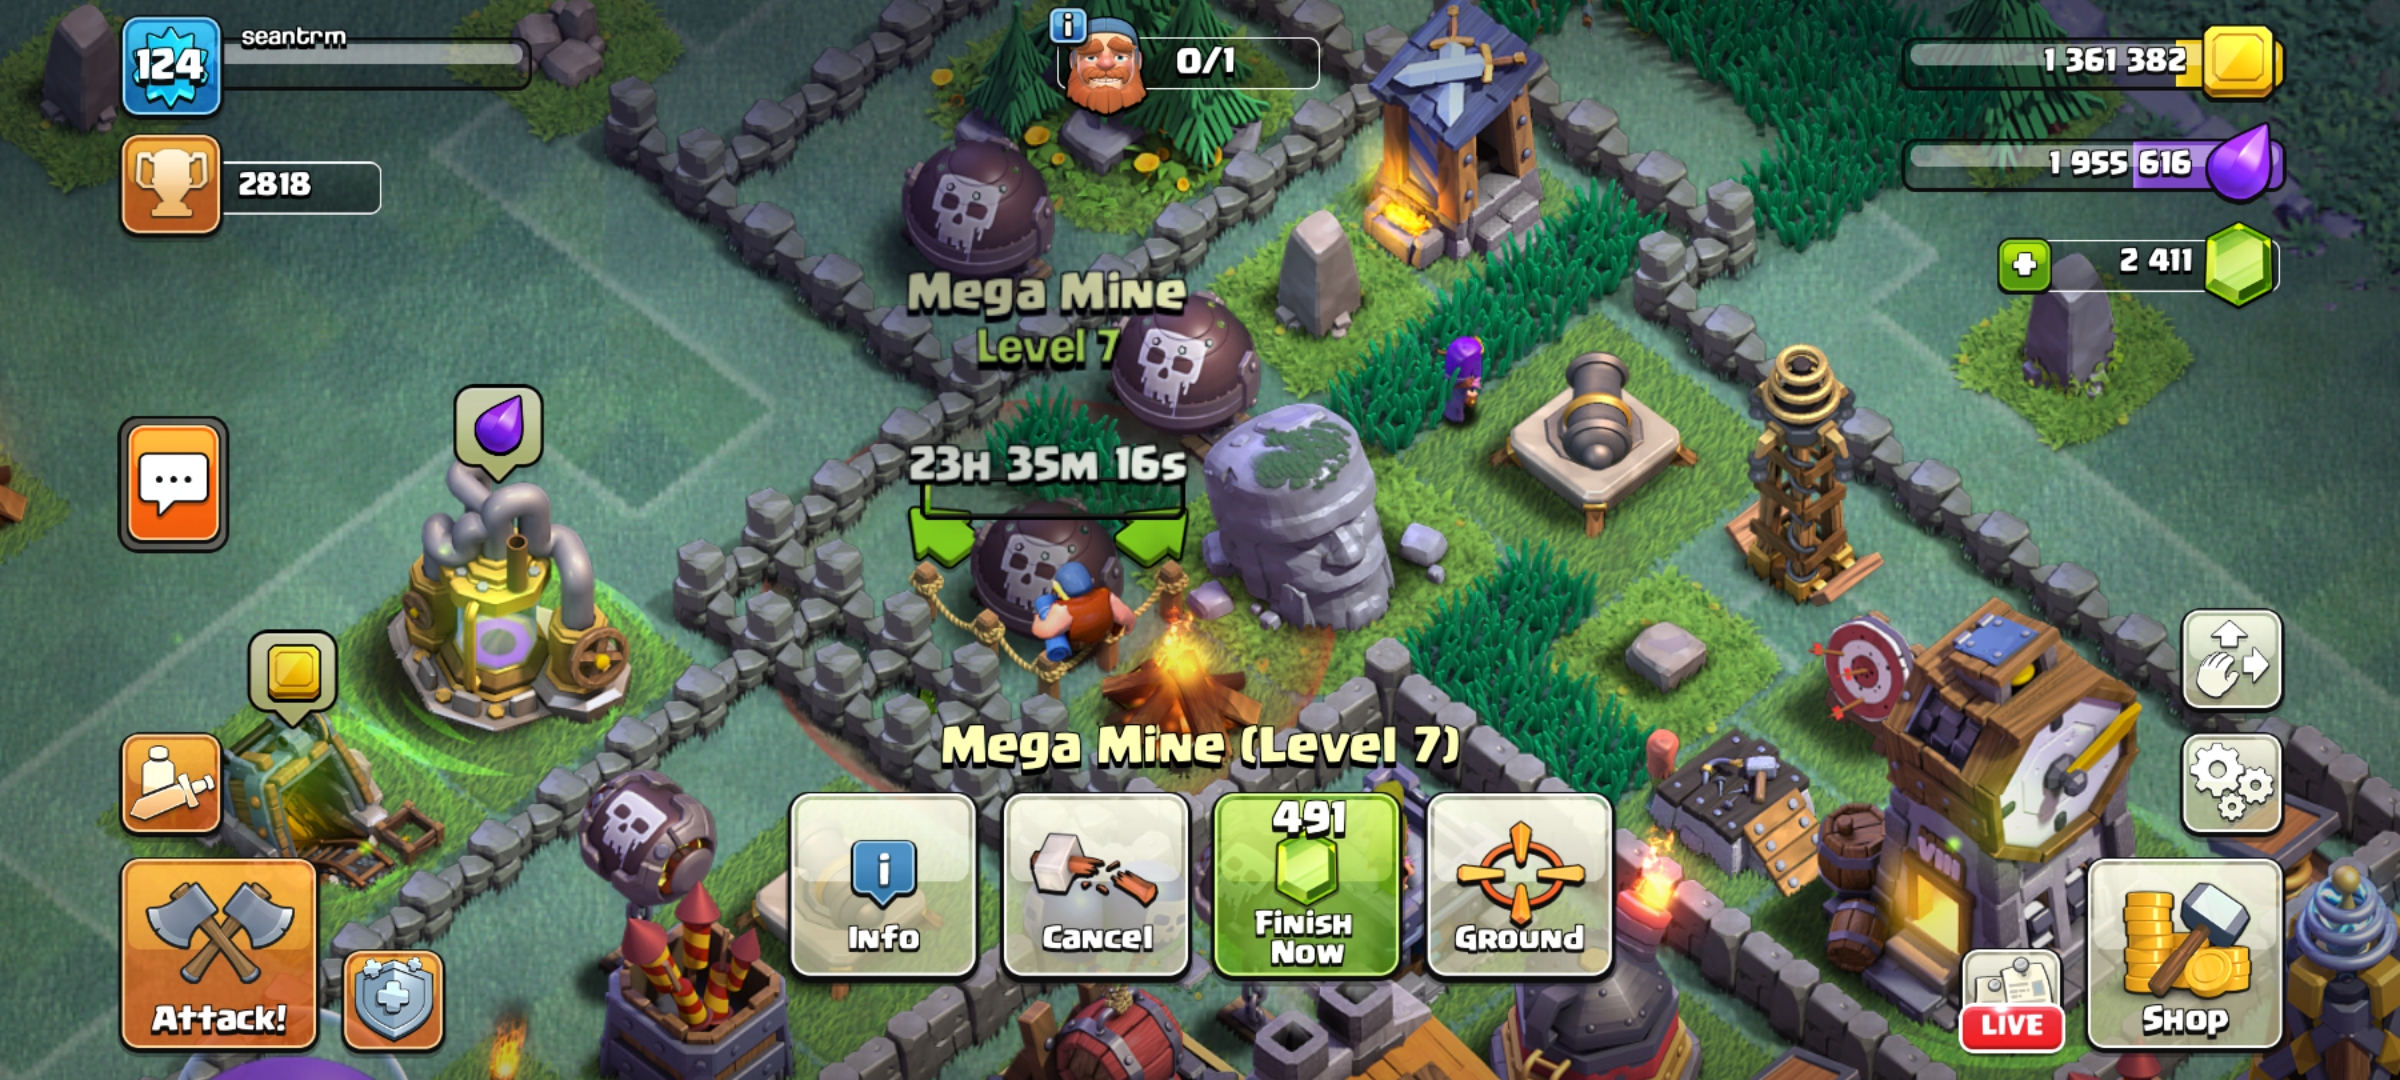 124
seantrm
0/1
1 361 382
2818
1 955 616
2 411
Mega Mine
Level 7
23H 35M 16s
Mega Mine (Level 7)
491
Info
Cancel
Finish
Now
Ground
VIII
Attack!
LIVE
Shop